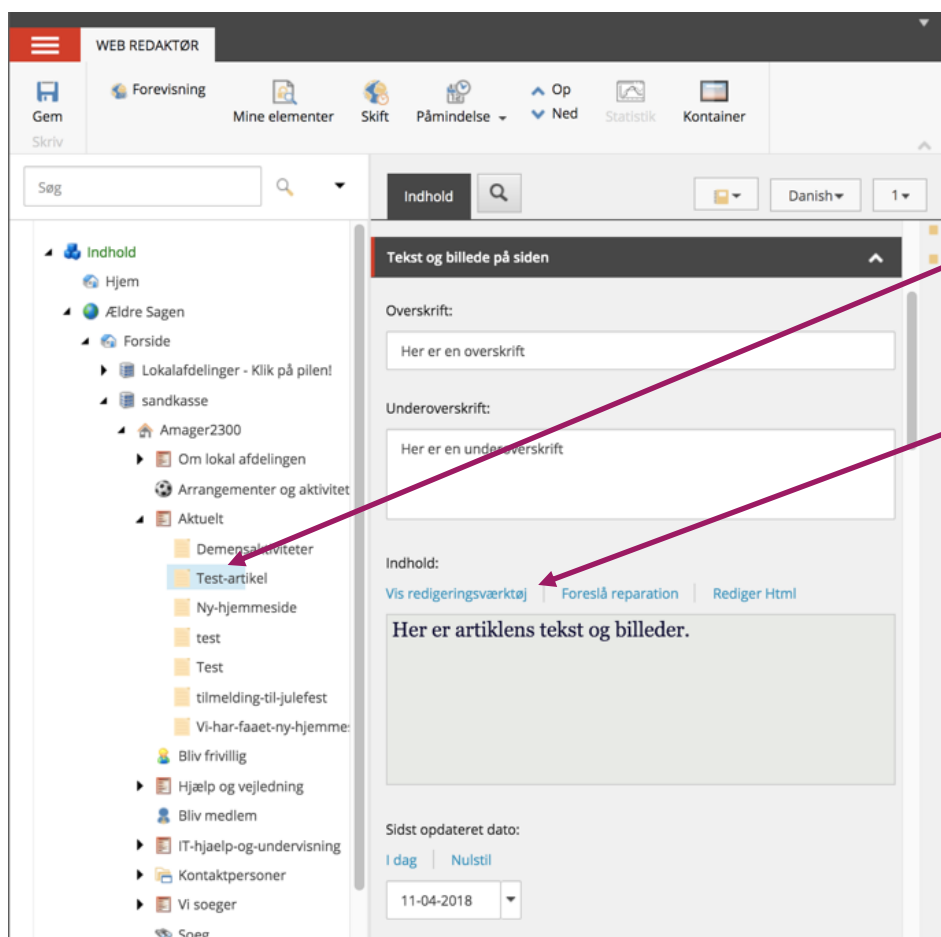 WEB REDAKTØR
Gem
Skriv
Forevisning
Mine elementer
Skift
Påmindelse
Op
Ned
Statistik
Kontainer
Søg
Indhold
Hjem
Ældre Sagen
Forside
Lokalafdelinger - Klik på pilen!
sandkasse
Amager2300
Om lokal afdelingen
Arrangementer og aktivitet
Aktuelt
Demensaktiviteter
Test-artikel
Ny-hjemmeside
test
Test
tilmelding-til-julefest
Vi-har-faaet-ny-hjemme
Bliv frivillig
Hjælp og vejledning
Bliv medlem
IT-hjaelp-og-undervisning
Kontaktpersoner
Vi soeger
Soeg
Indhold
Danish
1
Tekst og billede på siden
Overskrift:
Her er en overskrift
Underoverskrift:
Her er en underoverskrift
Indhold:
Vis redigeringsværktøj Foreslå reparation Rediger Html
Her er artiklens tekst og billeder.
Sidst opdateret dato:
I dag Nulstil
11-04-2018